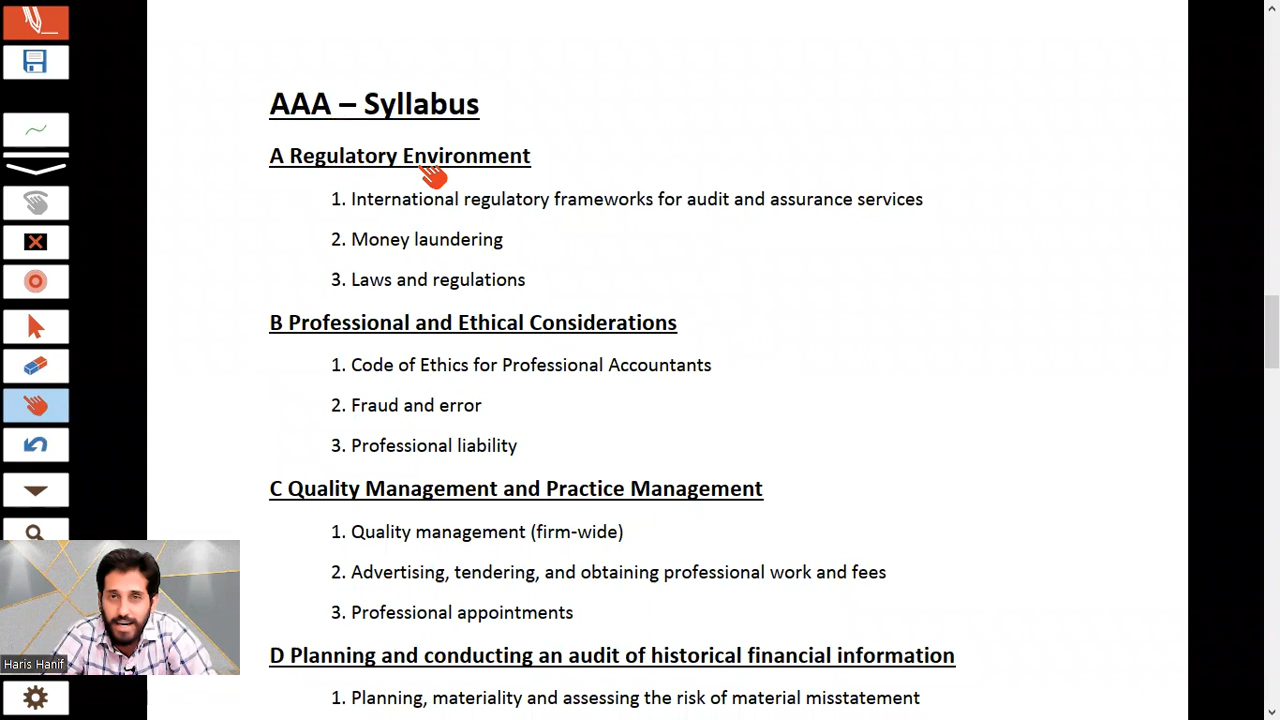 AAA – Syllabus
A Regulatory Environment
1. International regulatory frameworks for audit and assurance services
2. Money laundering
3. Laws and regulations
B Professional and Ethical Considerations
1. Code of Ethics for Professional Accountants
2. Fraud and error
3. Professional liability
C Quality Management and Practice Management
1. Quality management (firm-wide)
2. Advertising, tendering, and obtaining professional work and fees
3. Professional appointments
D Planning and conducting an audit of historical financial information
1. Planning, materiality and assessing the risk of material misstatement
Haris Hanif